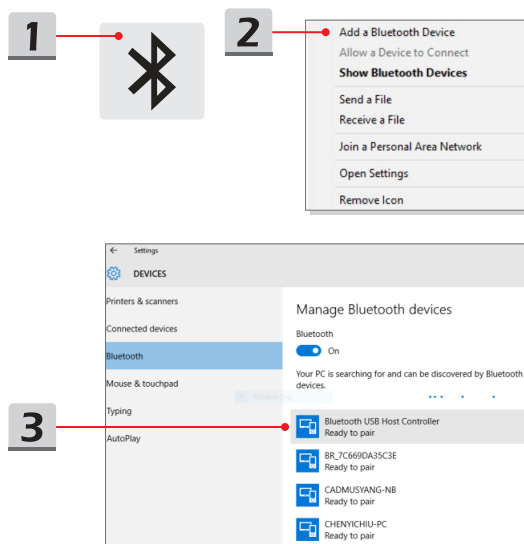 1
2
Add a Bluetooth Device
Allow a Device to Connect
Show Bluetooth Devices
Send a File
Receive a File
Join a Personal Area Network
Open Settings
Remove Icon
3
← Settings
DEVICES
Printers & scanners
Connected devices
Bluetooth
Mouse & touchpad
Typing
AutoPlay
Manage Bluetooth devices
Bluetooth
On
Your PC is searching for and can be discovered by Bluetooth
devices.
Bluetooth USB Host Controller
Ready to pair
BR_7C669DA35C3E
Ready to pair
CADMUSYANG-NB
Ready to pair
CHENYICHIU-PC
Ready to pair